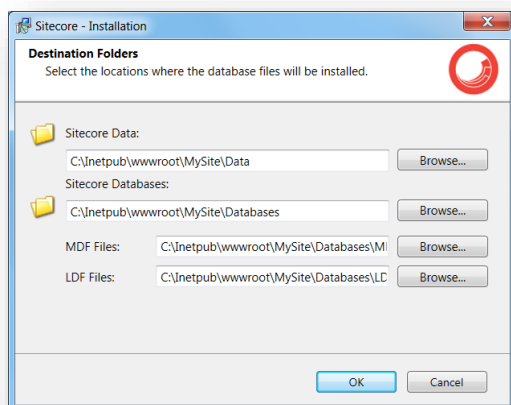 Sitecore - Installation
Destination Folders
Select the locations where the database files will be installed.
Sitecore Data:
C:\Inetpub\wwwroot\MySite\Data
Browse...
Sitecore Databases:
C:\Inetpub\wwwroot\MySite\Databases
Browse...
MDF Files:
C:\Inetpub\wwwroot\MySite\Databases\M
Browse...
LDF Files:
C:\Inetpub\wwwroot\MySite\Databases\LD
Browse...
OK
Cancel